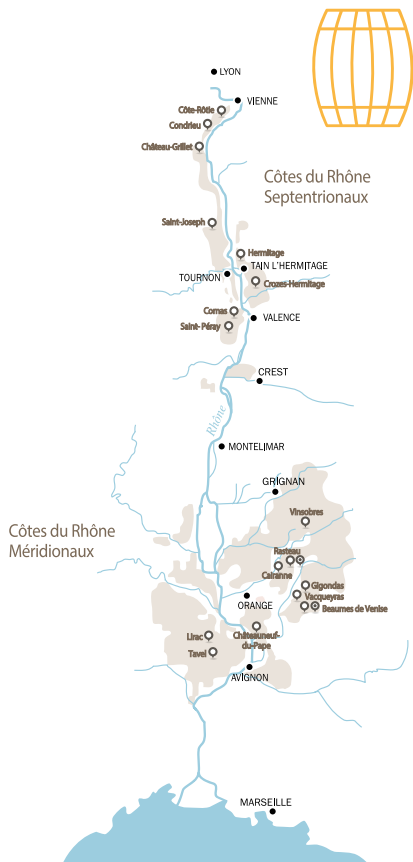 LYON
VIENNE
Côte-Rôtie
Condrieu
Château-Grillet
Côtes du Rhône
Septentrionaux
Saint-Joseph
Hermitage
TAIN L'HERMITAGE
TOURNON
Crozes-Hermitage
Cornas
VALENCE
Saint-Péray
CREST
Rhône
MONTELIMAR
GRIGNAN
Vinsobres
Côtes du Rhône
Méridionaux
Rasteau
Cairanne
Gigondas
Vacqueyras
ORANGE
Beaumes de Venise
Châteauneuf-
du-Pape
Lirac
Tavel
AVIGNON
MARSEILLE